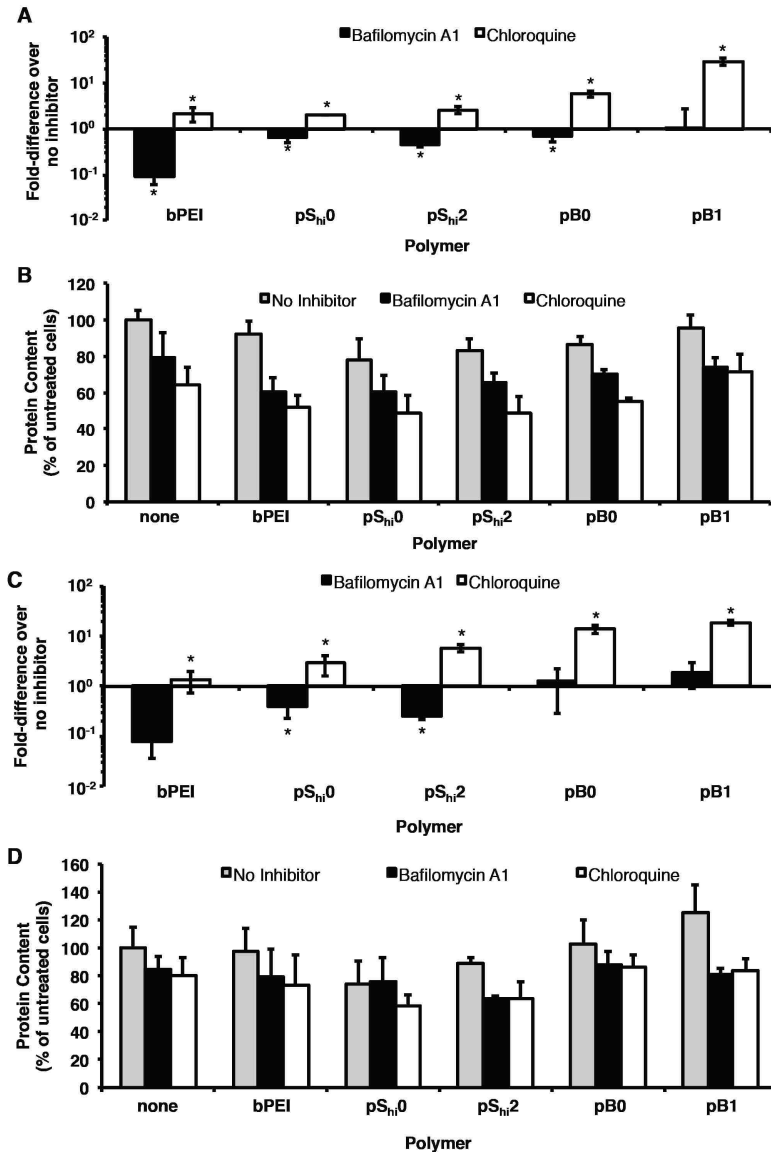 A
Bafilomycin A1 Chloroquine
Fold-difference over
no inhibitor
10²
10¹
10⁰
10⁻¹
10⁻²
* * * * *
* * * *
bPEI pSₕᵢ0 pSₕᵢ2 pB0 pB1
Polymer
B
No Inhibitor Bafilomycin A1 Chloroquine
Protein Content
(% of untreated cells)
120
100
80
60
40
20
0
none bPEI pSₕᵢ0 pSₕᵢ2 pB0 pB1
Polymer
C
Bafilomycin A1 Chloroquine
Fold-difference over
no inhibitor
10²
10¹
10⁰
10⁻¹
10⁻²
* * * * *
* *
bPEI pSₕᵢ0 pSₕᵢ2 pB0 pB1
Polymer
D
No Inhibitor Bafilomycin A1 Chloroquine
Protein Content
(% of untreated cells)
160
140
120
100
80
60
40
20
0
none bPEI pSₕᵢ0 pSₕᵢ2 pB0 pB1
Polymer